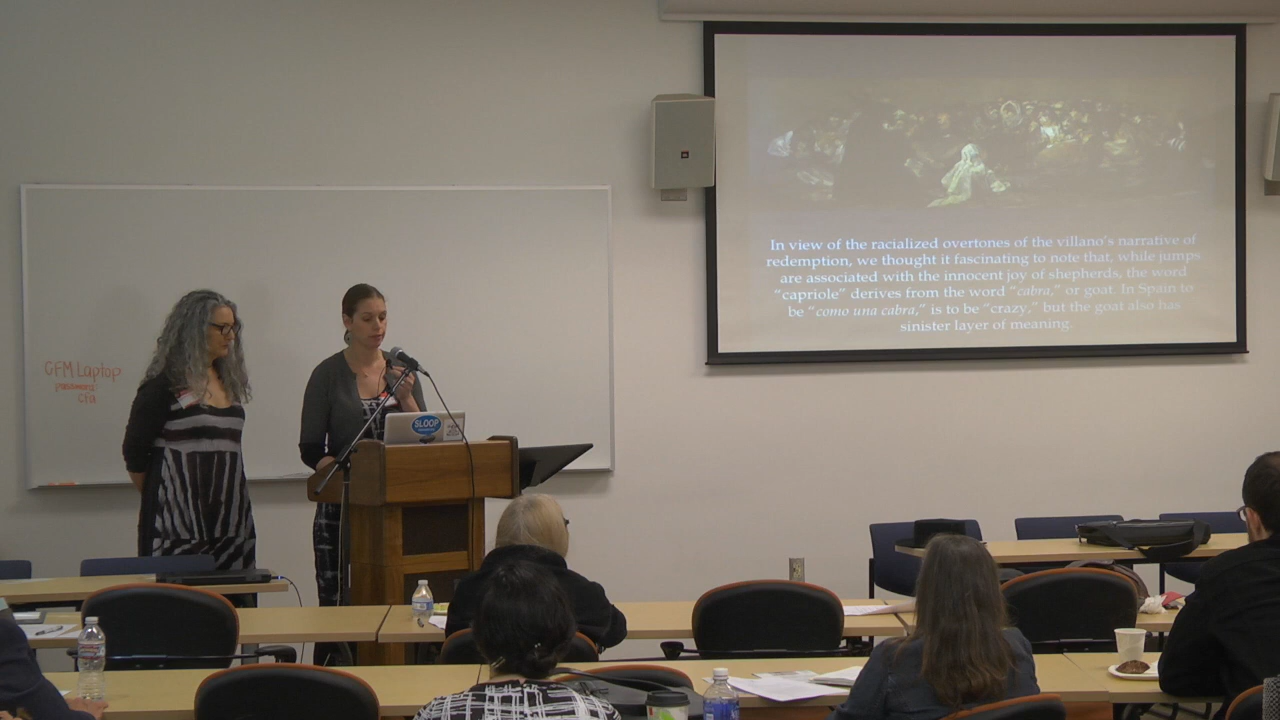 In view of the racialized overtones of the villano's narrative of
redemption, we thought it fascinating to note that, while jumps
are associated with the innocent joy of shepherds, the word
"capriole" derives from the word "cabra," or goat. In Spain to
be "como una cabra," is to be "crazy," but the goat also has
sinister layer of meaning.
CFM Laptop
password:
cfa
SLOOP